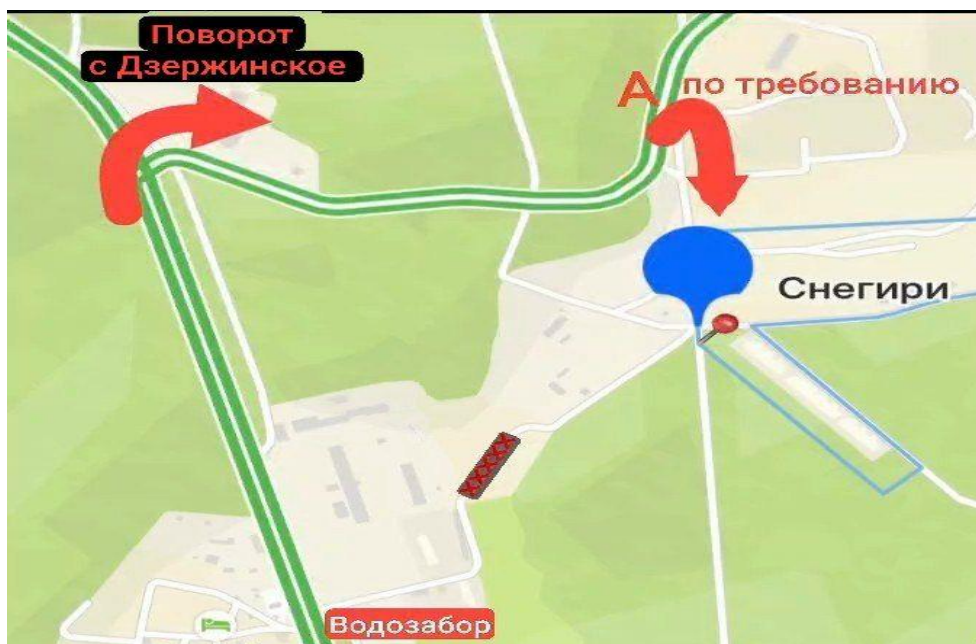 Поворот
с Дзержинское
А по требованию
Снегири
Водозабор